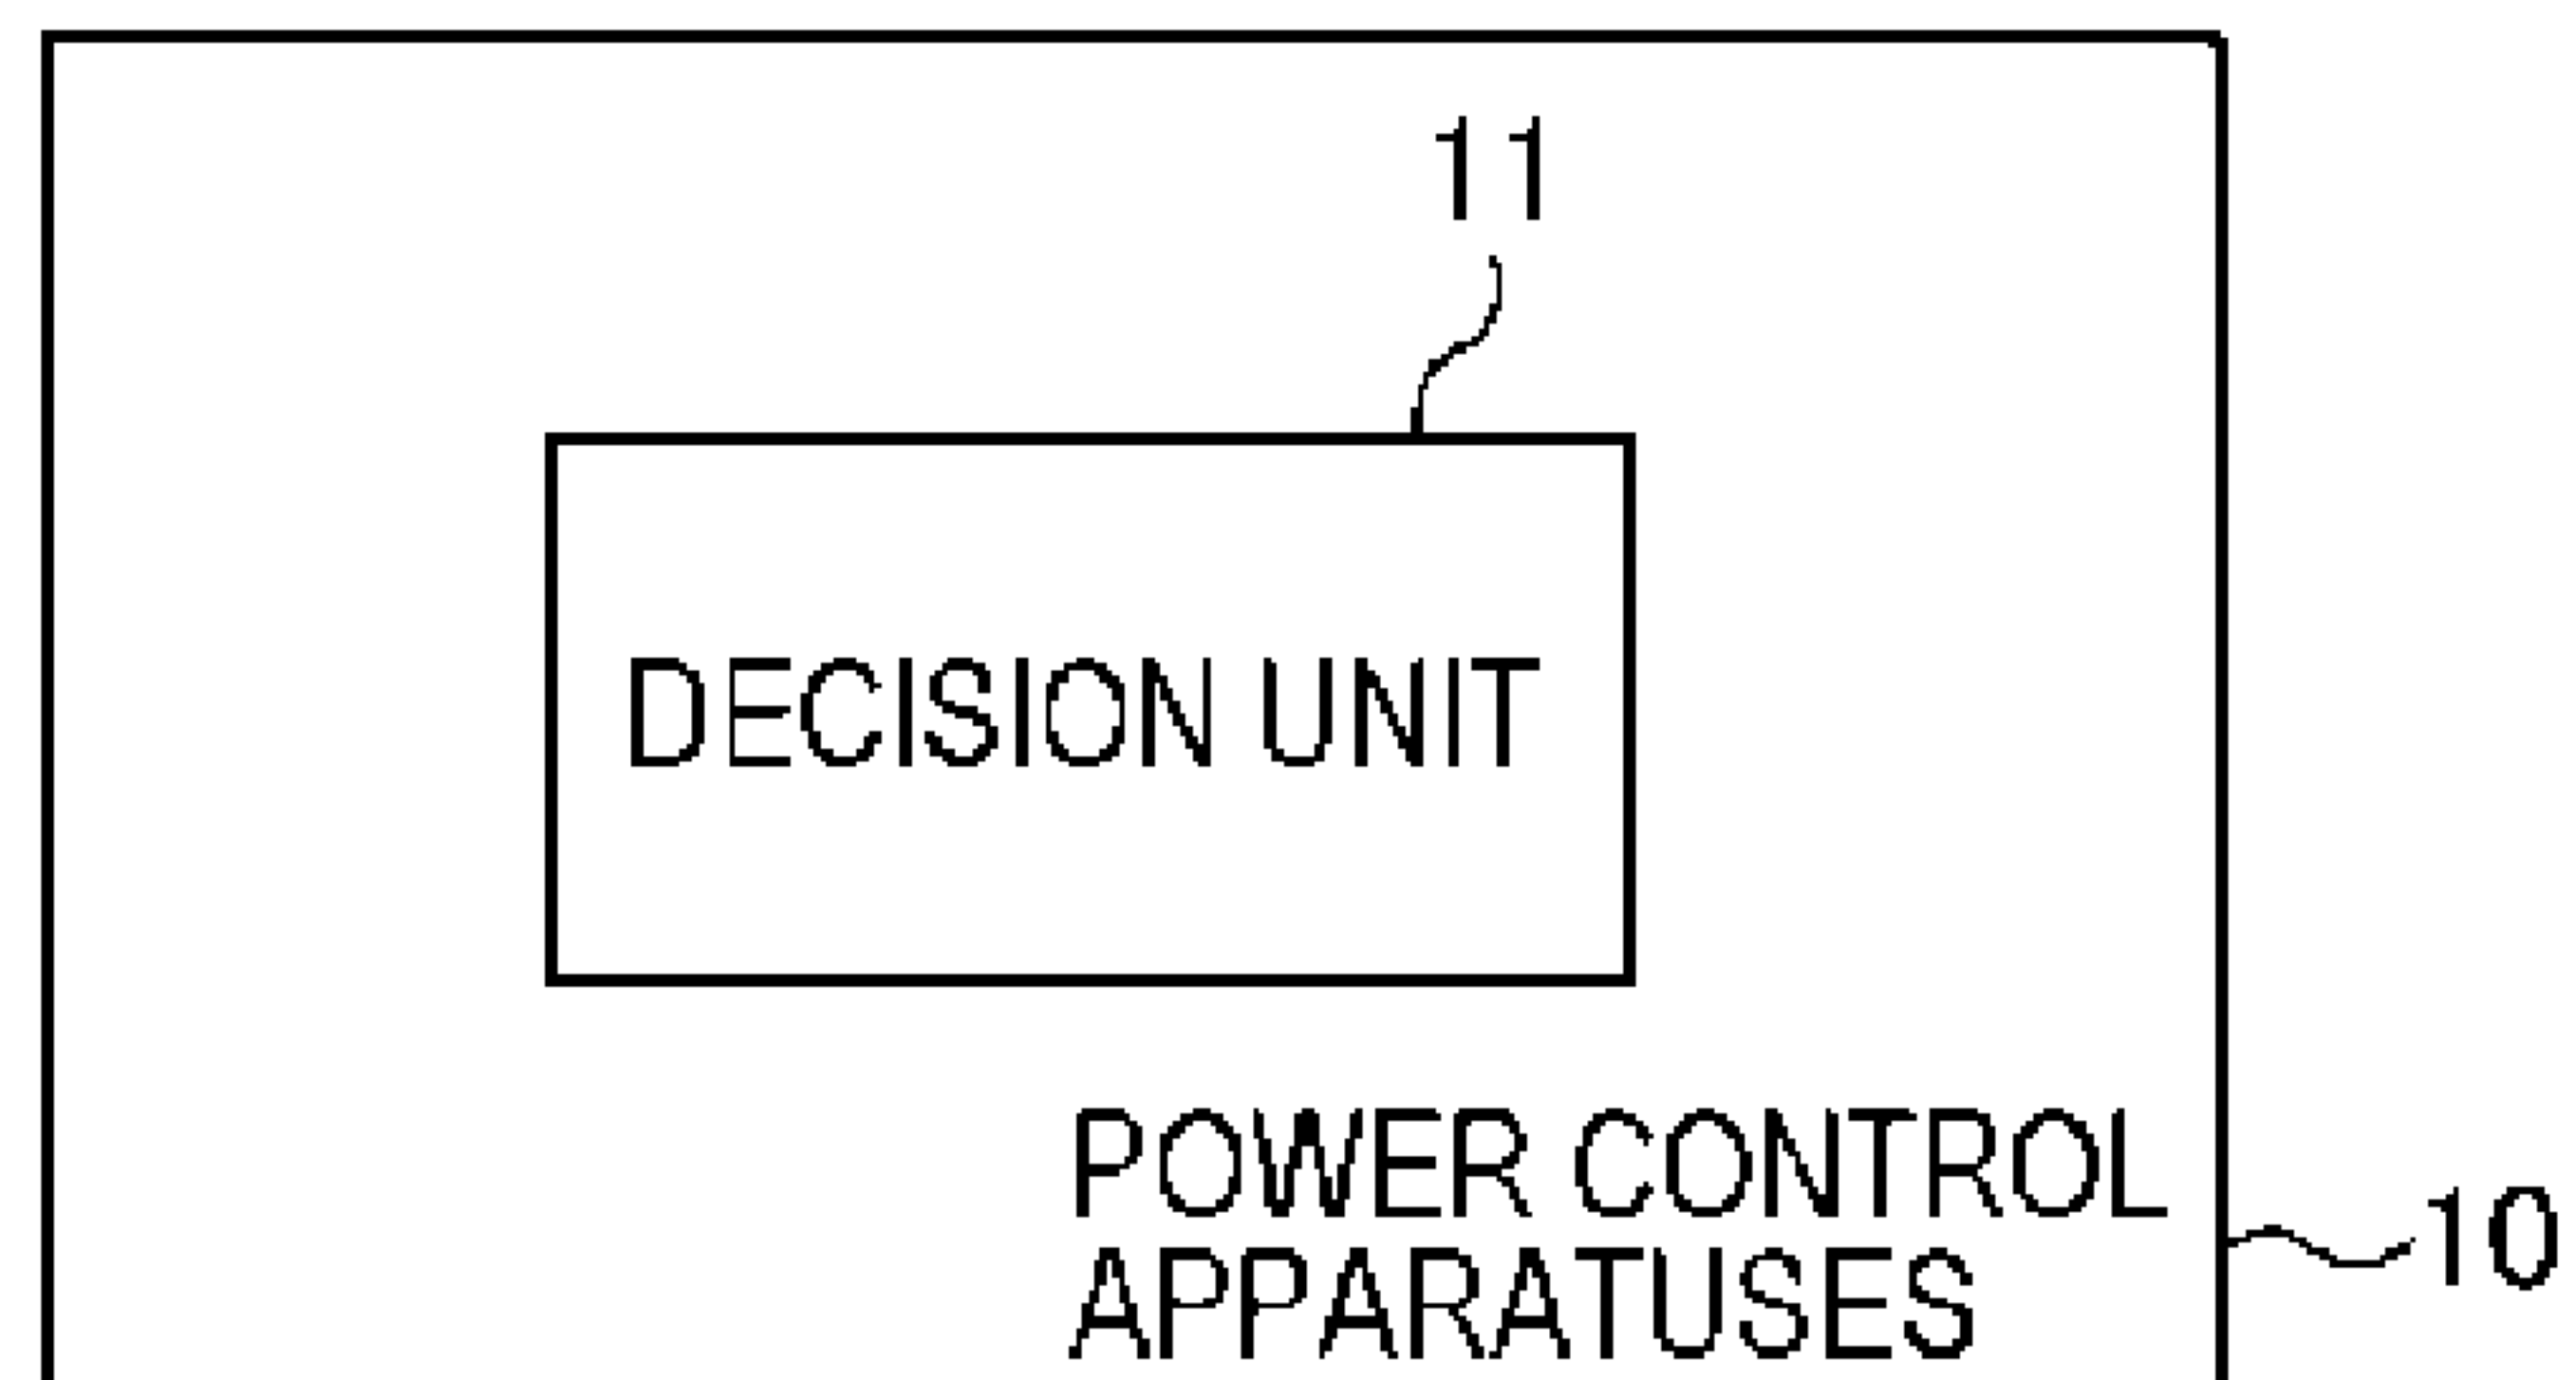 11
DECISION UNIT
POWER CONTROL
APPARATUSES
10